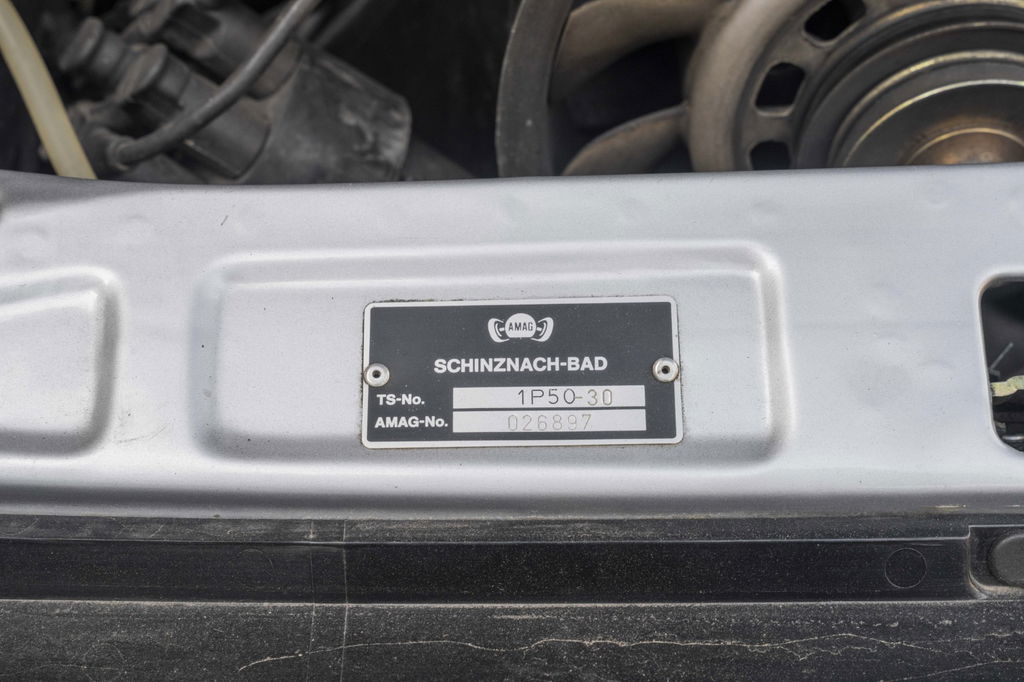 AMAG
SCHINZNACH-BAD
TS-No. 1P50-30
AMAG-No. 026897